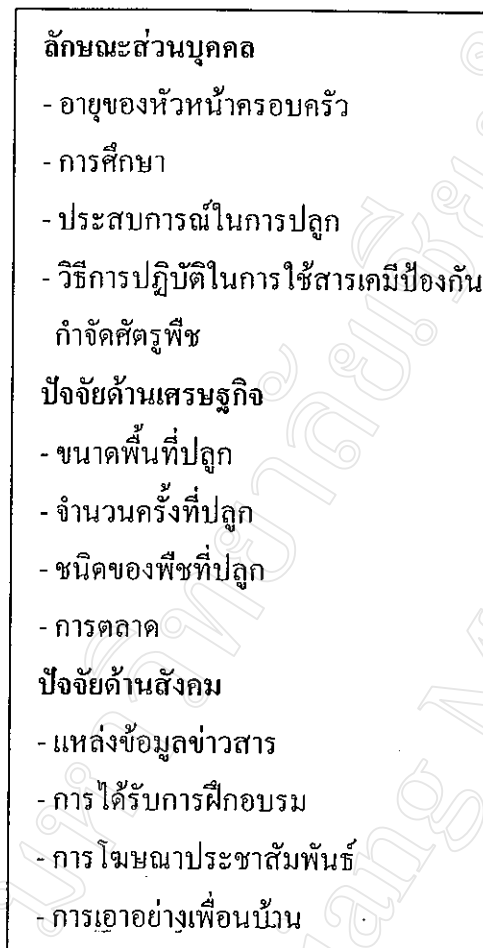 ลักษณะส่วนบุคคล
- อายุของหัวหน้าครอบครัว
- การศึกษา
- ประสบการณ์ในการปลูก
- วิธีการปฏิบัติในการใช้สารเคมีป้องกัน
กำจัดศัตรูพืช
ปัจจัยด้านเศรษฐกิจ
- ขนาดพื้นที่ปลูก
- จำนวนครั้งที่ปลูก
- ชนิดของพืชที่ปลูก
- การตลาด
ปัจจัยด้านสังคม
- แหล่งข้อมูลข่าวสาร
- การได้รับการฝึกอบรม
- การโฆษณาประชาสัมพันธ์
- การเอาอย่างเพื่อนบ้าน